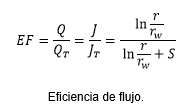 EF = Q/Q_T = J/J_T = (ln r/r_w)/(ln r/r_w + S)
Eficiencia de flujo.